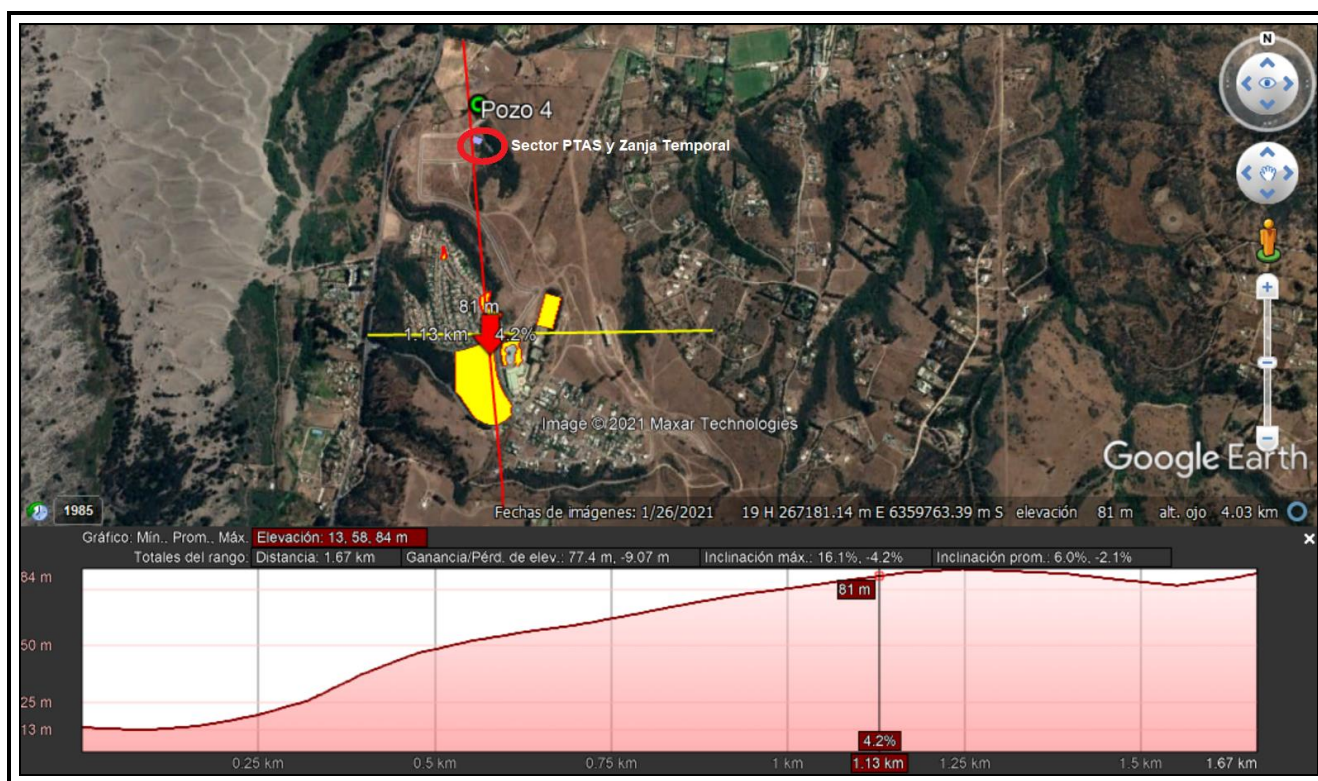 N
Pozo 4
Sector PTAS y Zanja Temporal
81 m
1.13 km 4.2%
Image © 2021 Maxar Technologies
Google Earth
1985
Fechas de imágenes: 1/26/2021 19 H 267181.14 m E 6359763.39 m S elevación 81 m alt. ojo 4.03 km
Gráfico: Mín., Prom., Máx. Elevación: 13, 58, 84 m
Totales del rango: Distancia: 1.67 km Ganancia/Pérd. de elev.: 77.4 m, -9.07 m Inclinación máx.: 16.1%, -4.2% Inclinación prom.: 6.0%, -2.1%
84 m
81 m
50 m
25 m
13 m
4.2%
0.25 km 0.5 km 0.75 km 1 km 1.13 km 1.25 km 1.5 km 1.67 km